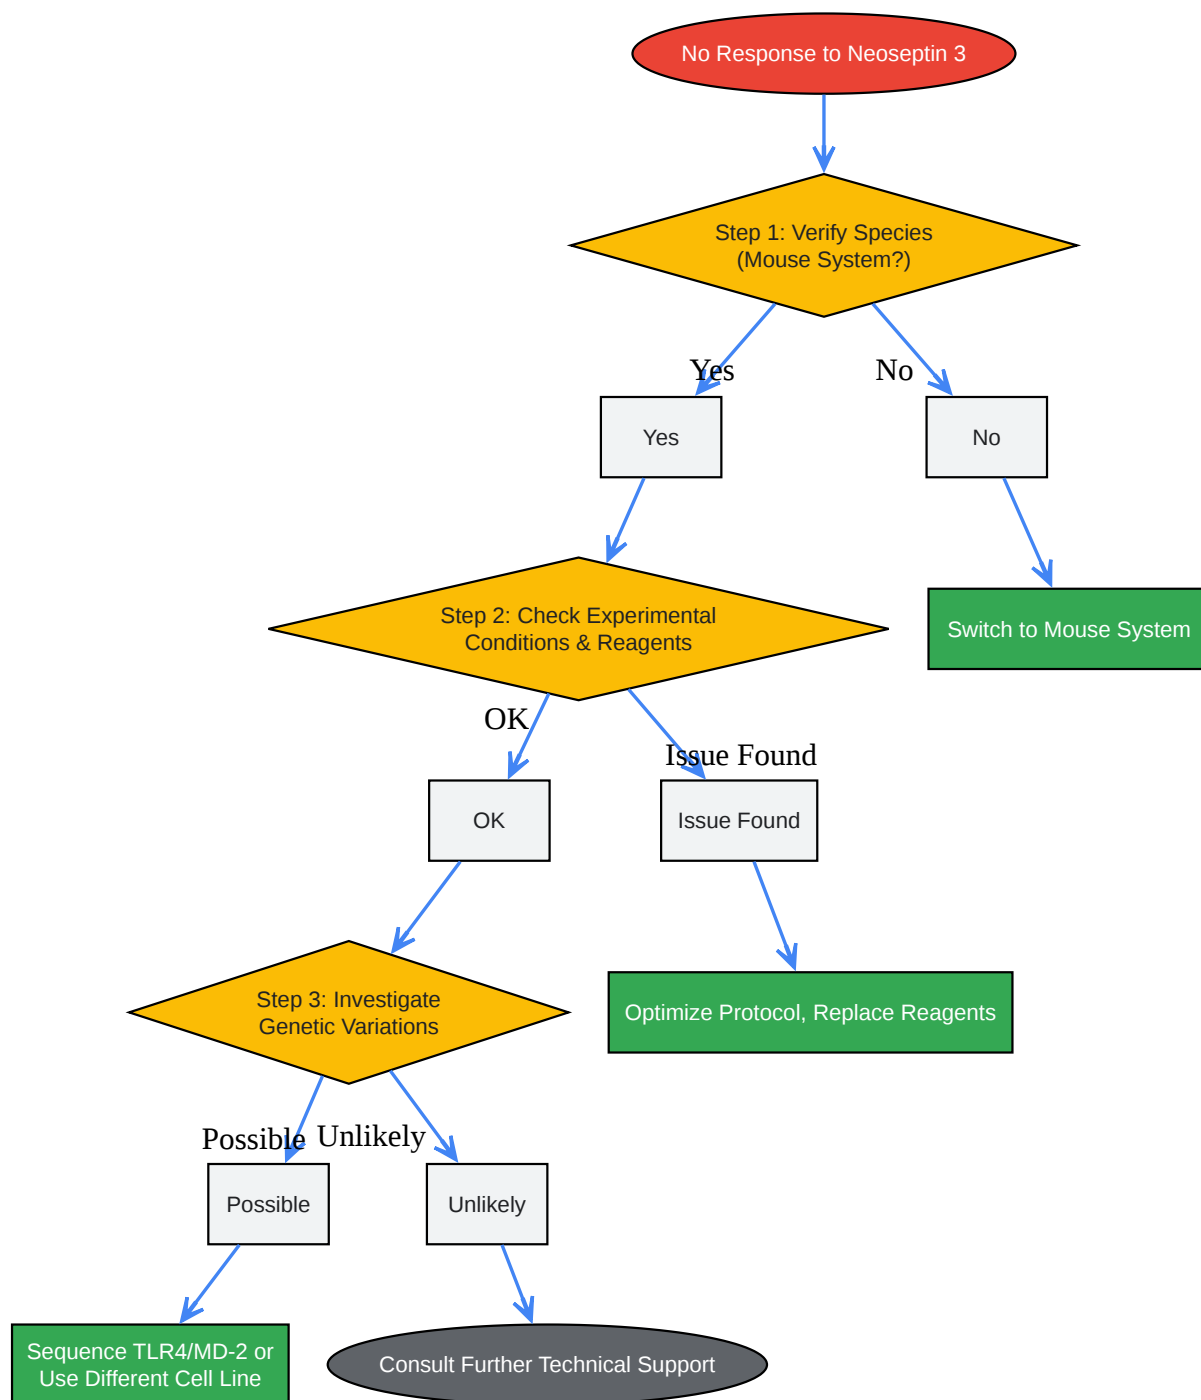 No Response to Neoseptin 3
Step 1: Verify Species
(Mouse System?)
Yes
No
Yes
No
Step 2: Check Experimental
Conditions & Reagents
Switch to Mouse System
OK
Issue Found
OK
Issue Found
Step 3: Investigate
Genetic Variations
Optimize Protocol, Replace Reagents
Possible
Unlikely
Possible
Unlikely
Sequence TLR4/MD-2 or
Use Different Cell Line
Consult Further Technical Support